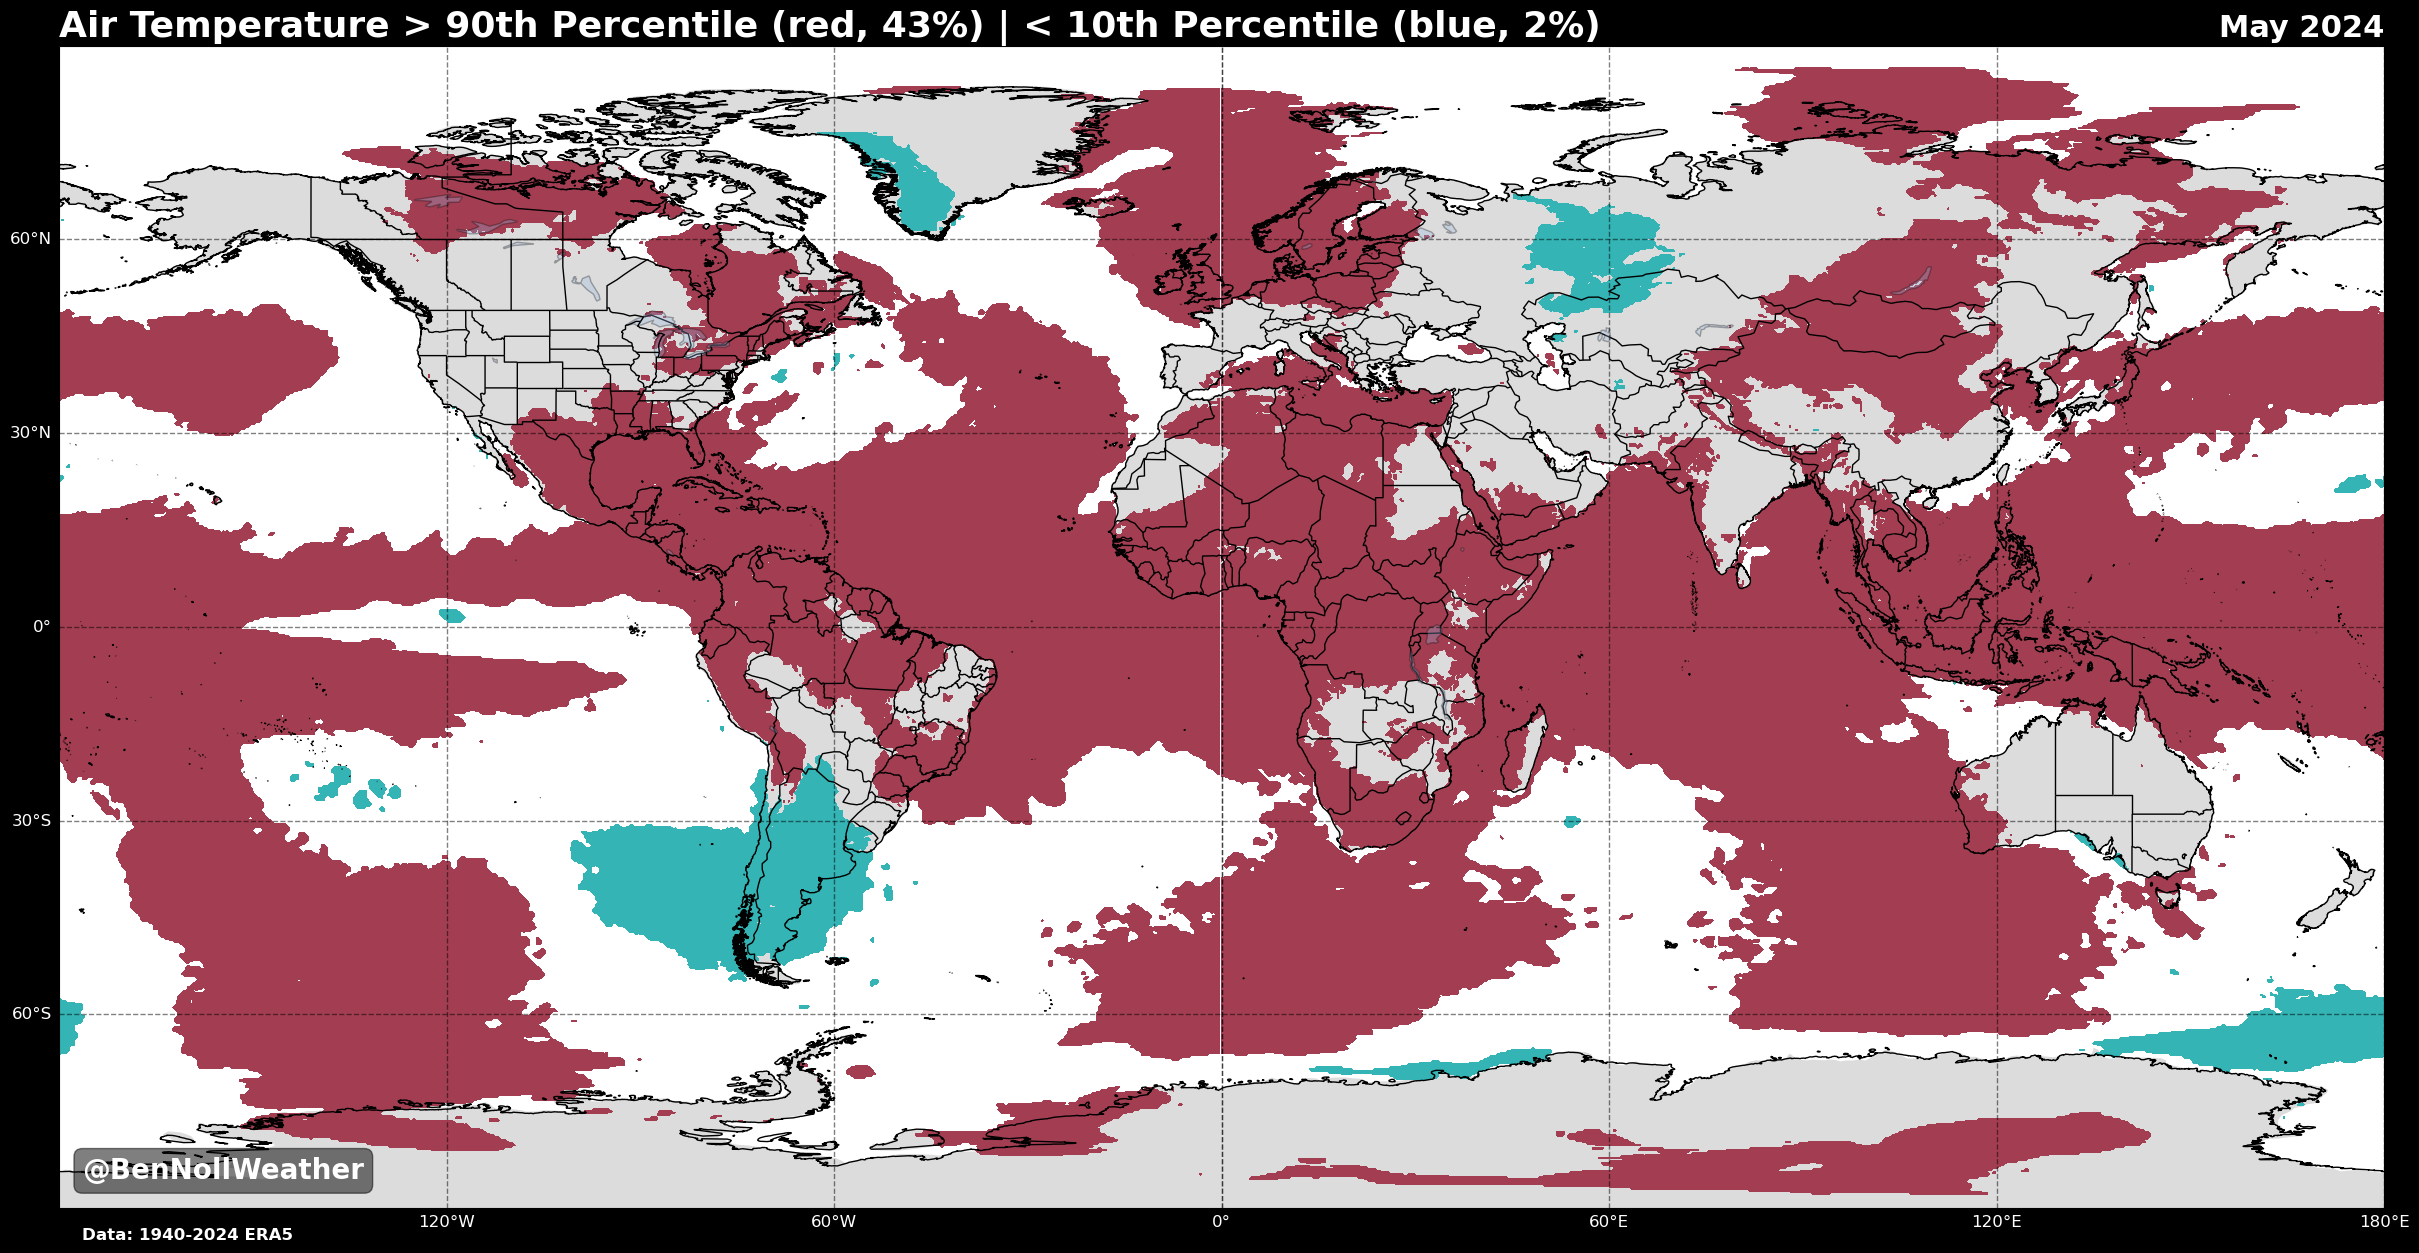 Air Temperature > 90th Percentile (red, 43%) | < 10th Percentile (blue, 2%)
May 2024
60°N
30°N
0°
30°S
60°S
@BenNollWeather
120°W
60°W
0°
60°E
120°E
180°E
Data: 1940-2024 ERA5